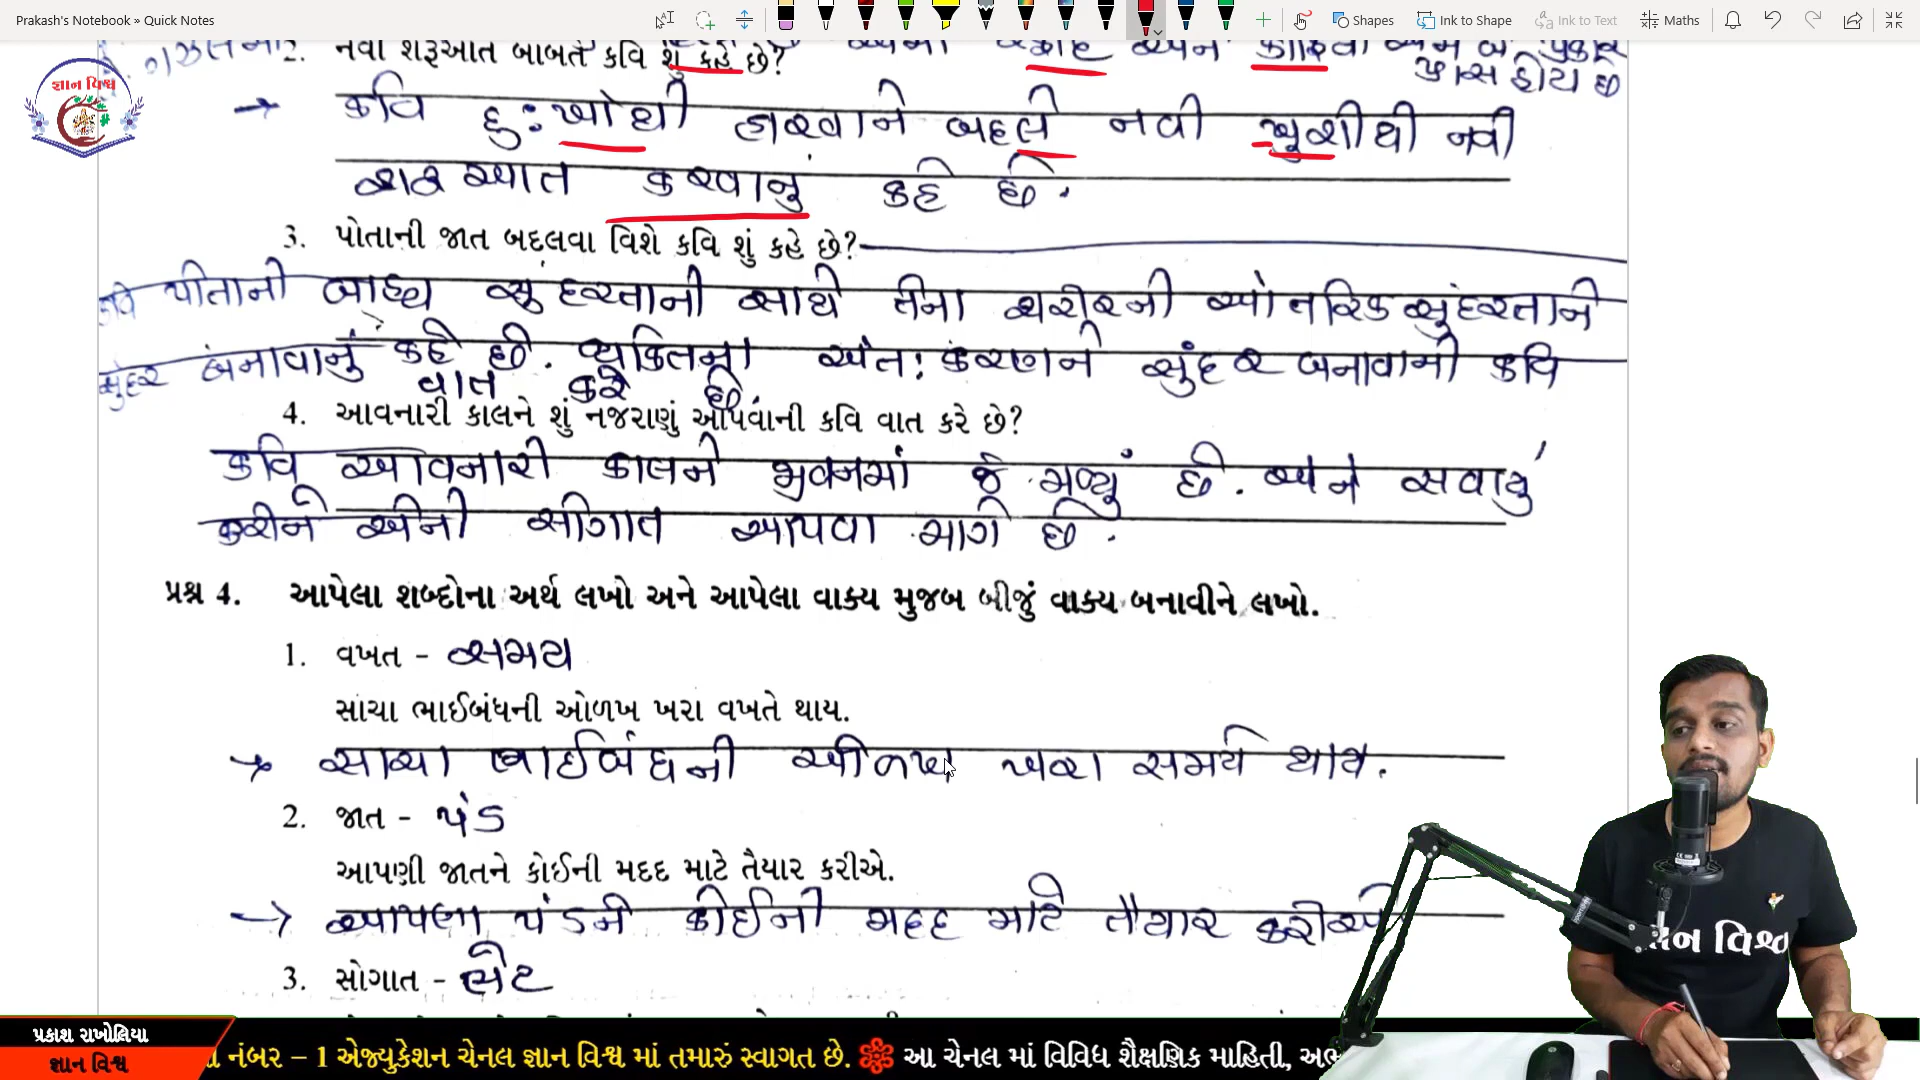 Prakash's Notebook » Quick Notes
Shapes
Ink to Shape
Ink to Text
Maths
2. નવી શરૂઆત બાબતે કવિ શું કહે છે?
પ્રાસ હોય છે
જ્ઞાન વિશ્વ
→ કવિ દુ:ખોથી હારવાને બદલે નવી ખુશીથી નવી
શરૂઆત કરવાનું કહે છે.
3. પોતાની જાત બદલવા વિશે કવિ શું કહે છે?
કવિ પોતાની બાહ્ય સુંદરતાની સાથે તેના શરીરની આંતરિક સુંદરતાને
સુંદર બનાવાનું કહે છે. વ્યક્તિના અંત:કરણને સુંદર બનાવાની કવિ
વાત કરે છે.
4. આવનારી કાલને શું નજરાણું આપવાની કવિ વાત કરે છે?
કવિ આવનારી કાલને ભુવનમાં જે મળ્યું છે. એને સવાયું
કરીને એની સોગાત આપવા માગે છે.
પ્રશ્ન 4. આપેલા શબ્દોના અર્થ લખો અને આપેલા વાક્ય મુજબ બીજું વાક્ય બનાવીને લખો.
1. વખત - સમય
સાચા ભાઈબંધની ઓળખ ખરા વખતે થાય.
→ સાચા ભાઈબંધની ઓળખ ખરા સમયે થાય.
2. જાત - પંડ
આપણી જાતને કોઈની મદદ માટે તૈયાર કરીએ.
→ આપણા પંડને કોઈની મદદ માટે તૈયાર કરીએ
3. સોગાત - ભેટ
જ્ઞાન વિશ્વ
પ્રકાશ રાખોલિયા
જ્ઞાન વિશ્વ
નંબર – 1 એજ્યુકેશન ચેનલ જ્ઞાન વિશ્વ માં તમારું સ્વાગત છે. આ ચેનલ માં વિવિધ શૈક્ષણિક માહિતી,